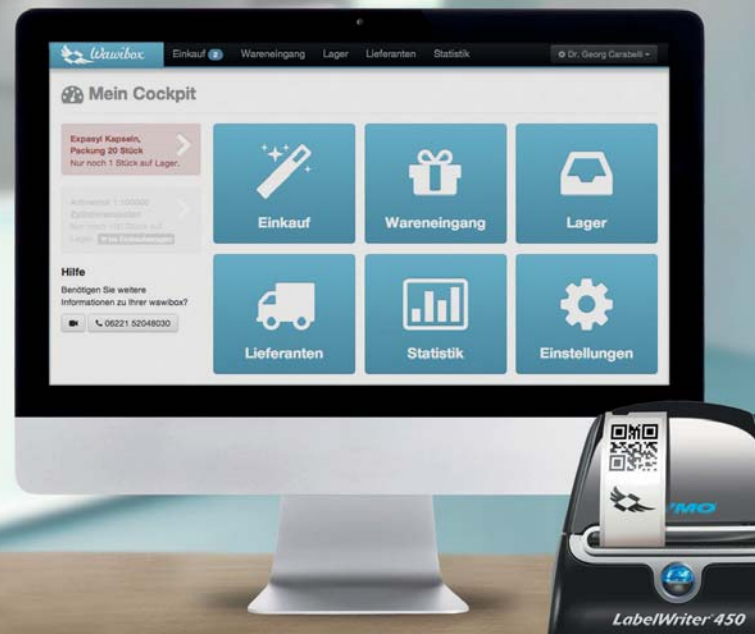 Wawibox
Einkauf 2
Wareneingang
Lager
Lieferanten
Statistik
Dr. Georg Carabelli
Mein Cockpit
Expasyl Kapseln,
Packung 20 Stück
Nur noch 1 Stück auf Lager.
Hilfe
Benötigen Sie weitere
Informationen zu Ihrer wawibox?
06221 52048030
Einkauf
Wareneingang
Lager
Lieferanten
Statistik
Einstellungen
YMO
LabelWriter 450